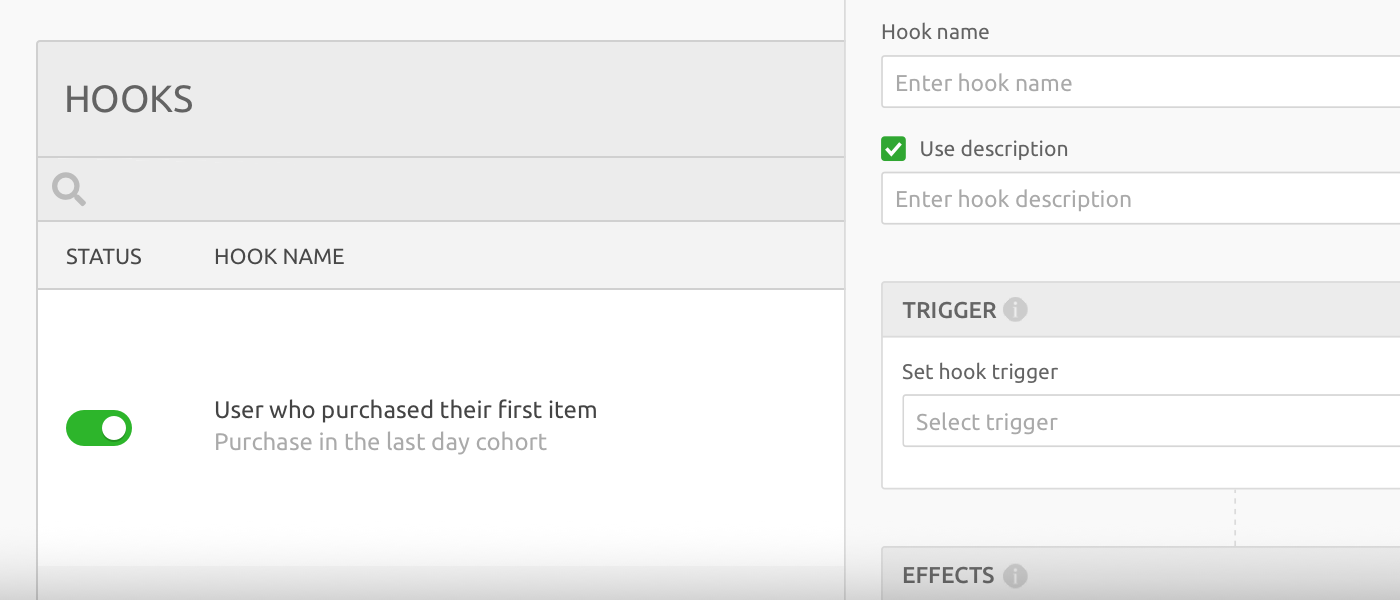 HOOKS
STATUS HOOK NAME
User who purchased their first item
Purchase in the last day cohort
Hook name
Enter hook name
Use description
Enter hook description
TRIGGER
Set hook trigger
Select trigger
EFFECTS